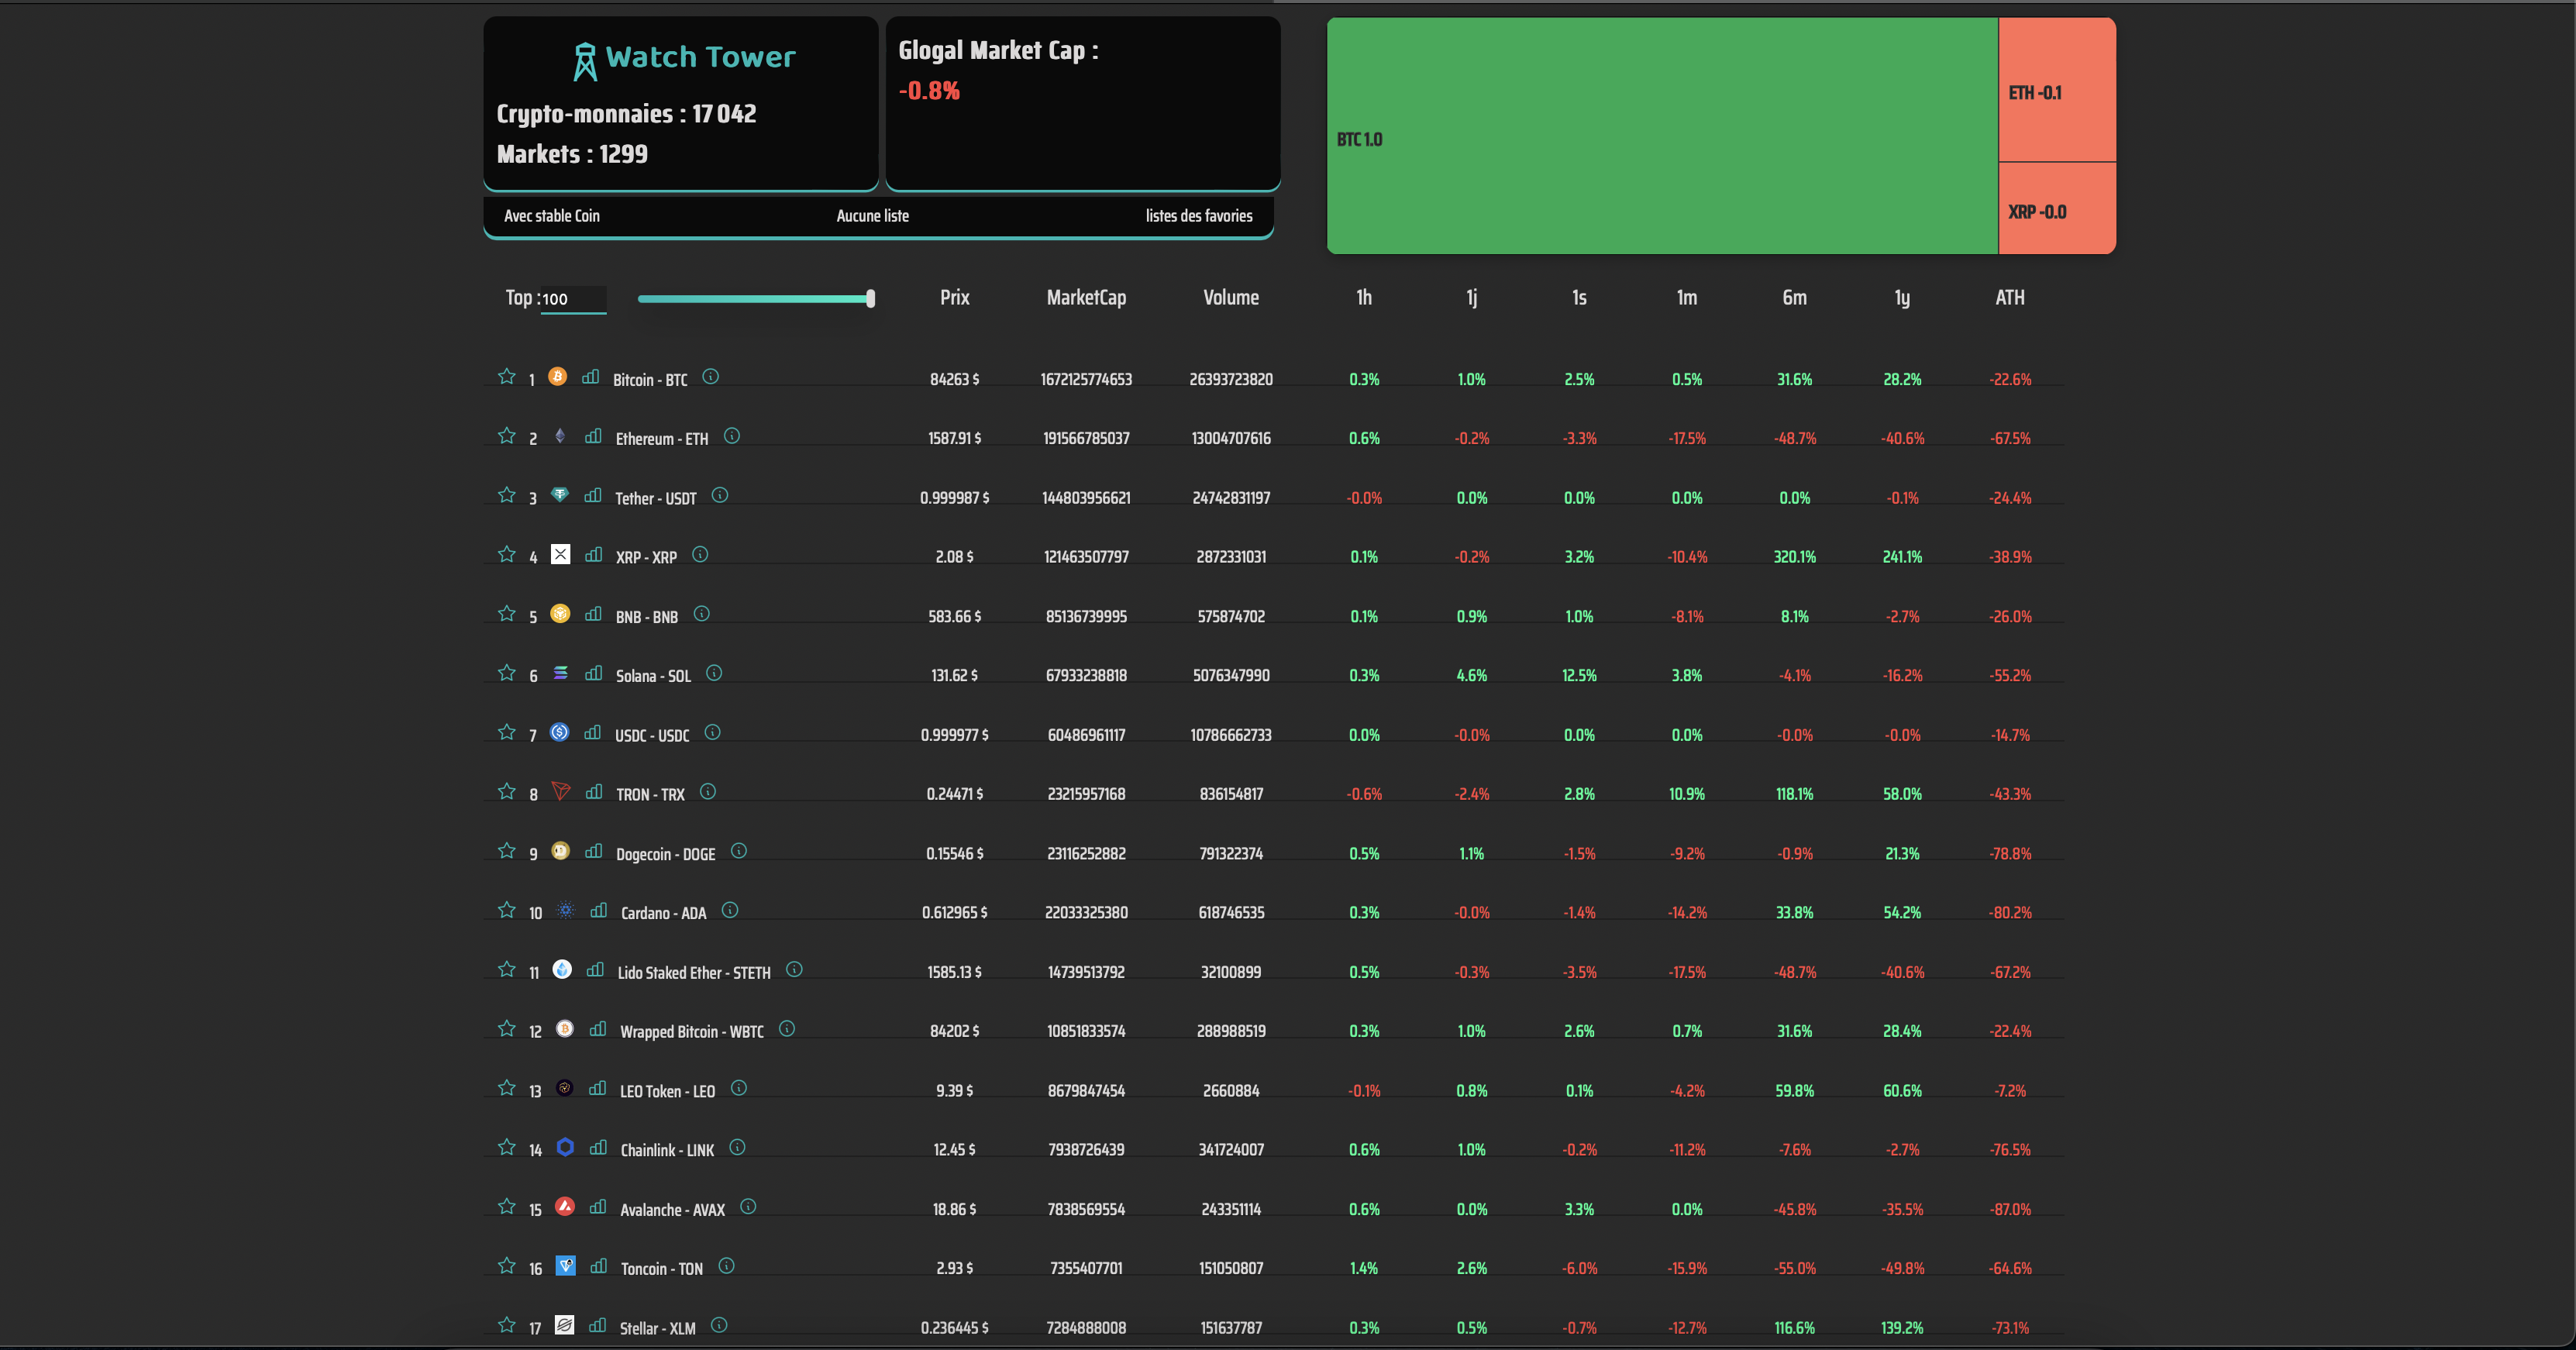 Watch Tower
Crypto-monnaies : 17 042
Markets : 1299
Glogal Market Cap :
-0.8%
Avec stable Coin Aucune liste listes des favories
BTC 1.0
ETH -0.1
XRP -0.0
Top : 100 Prix MarketCap Volume 1h 1j 1s 1m 6m 1y ATH
1 Bitcoin - BTC 84263 $ 1672125774653 26393723820 0.3% 1.0% 2.5% 0.5% 31.6% 28.2% -22.6%
2 Ethereum - ETH 1587.91 $ 191566785037 13004707616 0.6% -0.2% -3.3% -17.5% -48.7% -40.6% -67.5%
3 Tether - USDT 0.999987 $ 144803956621 24742831197 -0.0% 0.0% 0.0% 0.0% 0.0% -0.1% -24.4%
4 XRP - XRP 2.08 $ 121463507797 2872331031 0.1% -0.2% 3.2% -10.4% 320.1% 241.1% -38.9%
5 BNB - BNB 583.66 $ 85136739995 575874702 0.1% 0.9% 1.0% -8.1% 8.1% -2.7% -26.0%
6 Solana - SOL 131.62 $ 67933238818 5076347990 0.3% 4.6% 12.5% 3.8% -4.1% -16.2% -55.2%
7 USDC - USDC 0.999977 $ 60486961117 10786662733 0.0% -0.0% 0.0% 0.0% -0.0% -0.0% -14.7%
8 TRON - TRX 0.24471 $ 23215957168 836154817 -0.6% -2.4% 2.8% 10.9% 118.1% 58.0% -43.3%
9 Dogecoin - DOGE 0.15546 $ 23116252882 791322374 0.5% 1.1% -1.5% -9.2% -0.9% 21.3% -78.8%
10 Cardano - ADA 0.612965 $ 22033325380 618746535 0.3% -0.0% -1.4% -14.2% 33.8% 54.2% -80.2%
11 Lido Staked Ether - STETH 1585.13 $ 14739513792 32100899 0.5% -0.3% -3.5% -17.5% -48.7% -40.6% -67.2%
12 Wrapped Bitcoin - WBTC 84202 $ 10851833574 288988519 0.3% 1.0% 2.6% 0.7% 31.6% 28.4% -22.4%
13 LEO Token - LEO 9.39 $ 8679847454 2660884 -0.1% 0.8% 0.1% -4.2% 59.8% 60.6% -7.2%
14 Chainlink - LINK 12.45 $ 7938726439 341724007 0.6% 1.0% -0.2% -11.2% -7.6% -2.7% -76.5%
15 Avalanche - AVAX 18.86 $ 7838569554 243351114 0.6% 0.0% 3.3% 0.0% -45.8% -35.5% -87.0%
16 Toncoin - TON 2.93 $ 7355407701 151050807 1.4% 2.6% -6.0% -15.9% -55.0% -49.8% -64.6%
17 Stellar - XLM 0.236445 $ 7284888008 151637787 0.3% 0.5% -0.7% -12.7% 116.6% 139.2% -73.1%